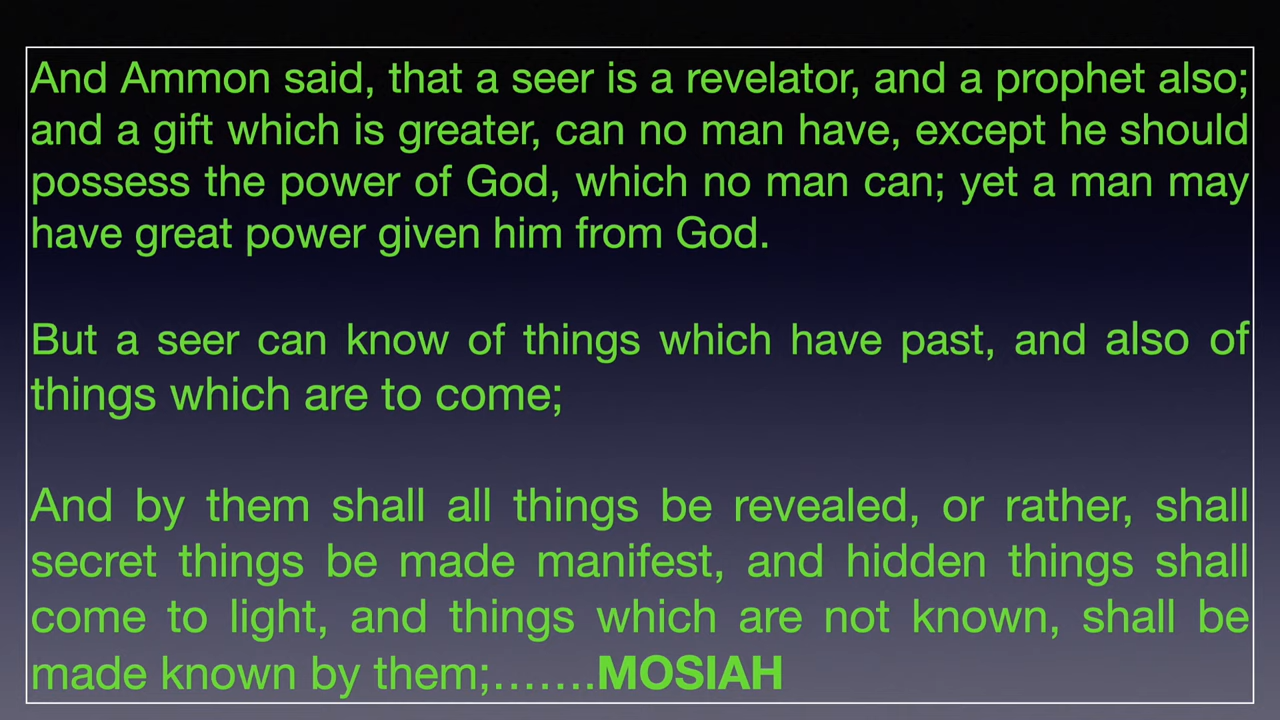 And Ammon said, that a seer is a revelator, and a prophet also;
and a gift which is greater, can no man have, except he should
possess the power of God, which no man can; yet a man may
have great power given him from God.
But a seer can know of things which have past, and also of
things which are to come;
And by them shall all things be revealed, or rather, shall
secret things be made manifest, and hidden things shall
come to light, and things which are not known, shall be
made known by them;…….MOSIAH